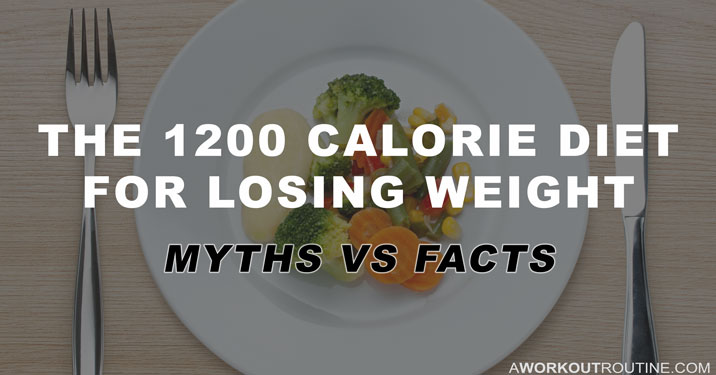 THE 1200 CALORIE DIET
FOR LOSING WEIGHT
MYTHS VS FACTS
AWORKOUTROUTINE.COM